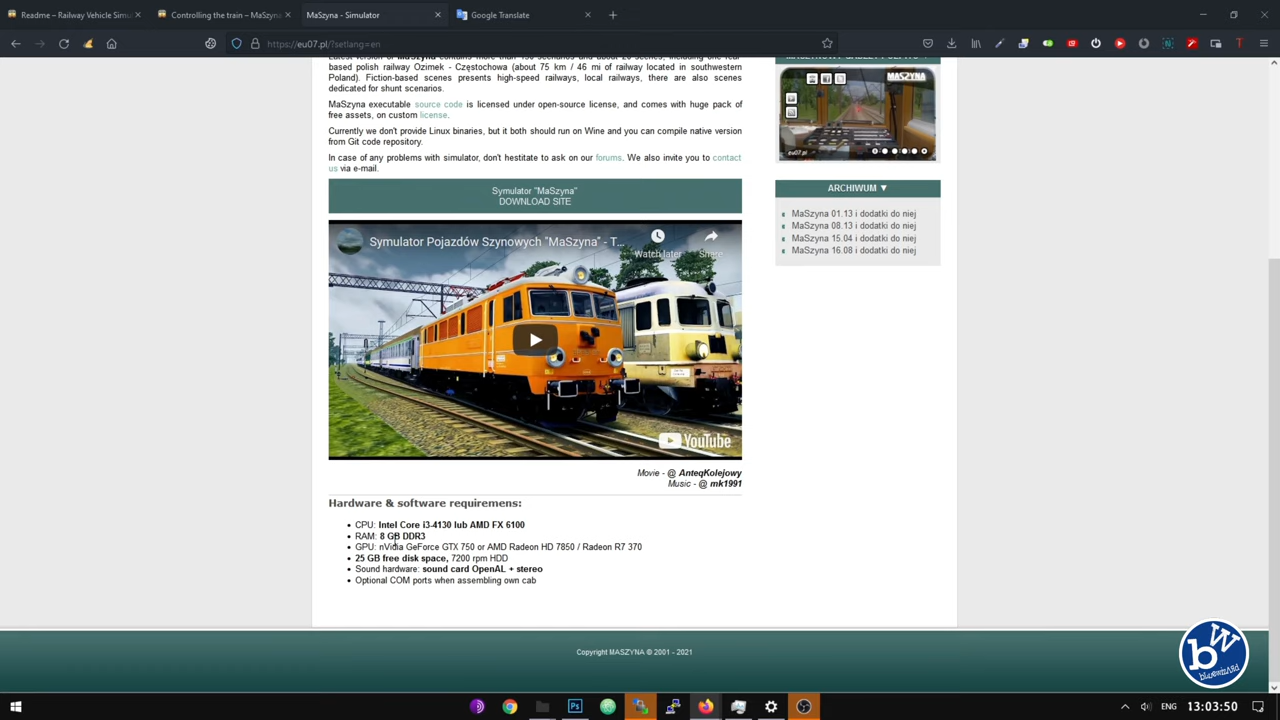 Readme – Railway Vehicle Simu
Controlling the train – MaSzyna
MaSzyna - Simulator
Google Translate
https://eu07.pl/?setlang=en
based polish railway Ozimek - Częstochowa (about 75 km / 46 mi of railway located in southwestern
Poland). Fiction-based scenes presents high-speed railways, local railways, there are also scenes
dedicated for shunt scenarios.
MaSzyna executable source code is licensed under open-source license, and comes with huge pack of
free assets, on custom license.
Currently we don't provide Linux binaries, but it both should run on Wine and you can compile native version
from Git code repository.
In case of any problems with simulator, don't hestitate to ask on our forums. We also invite you to contact
us via e-mail.
Symulator "MaSzyna"
DOWNLOAD SITE
Symulator Pojazdów Szynowych "MaSzyna" - T...
Watch later
Share
YouTube
Movie - @ AnteqKolejowy
Music - @ mk1991
Hardware & software requiremens:
• CPU: Intel Core i3-4130 lub AMD FX 6100
• RAM: 8 GB DDR3
• GPU: nVidia GeForce GTX 750 or AMD Radeon HD 7850 / Radeon R7 370
• 25 GB free disk space, 7200 rpm HDD
• Sound hardware: sound card OpenAL + stereo
• Optional COM ports when assembling own cab
MASZYNA
eu07.pl
ARCHIWUM ▼
MaSzyna 01.13 i dodatki do niej
MaSzyna 08.13 i dodatki do niej
MaSzyna 15.04 i dodatki do niej
MaSzyna 16.08 i dodatki do niej
Copyright MASZYNA © 2001 - 2021
bW
bluewizard
ENG
13:03:50